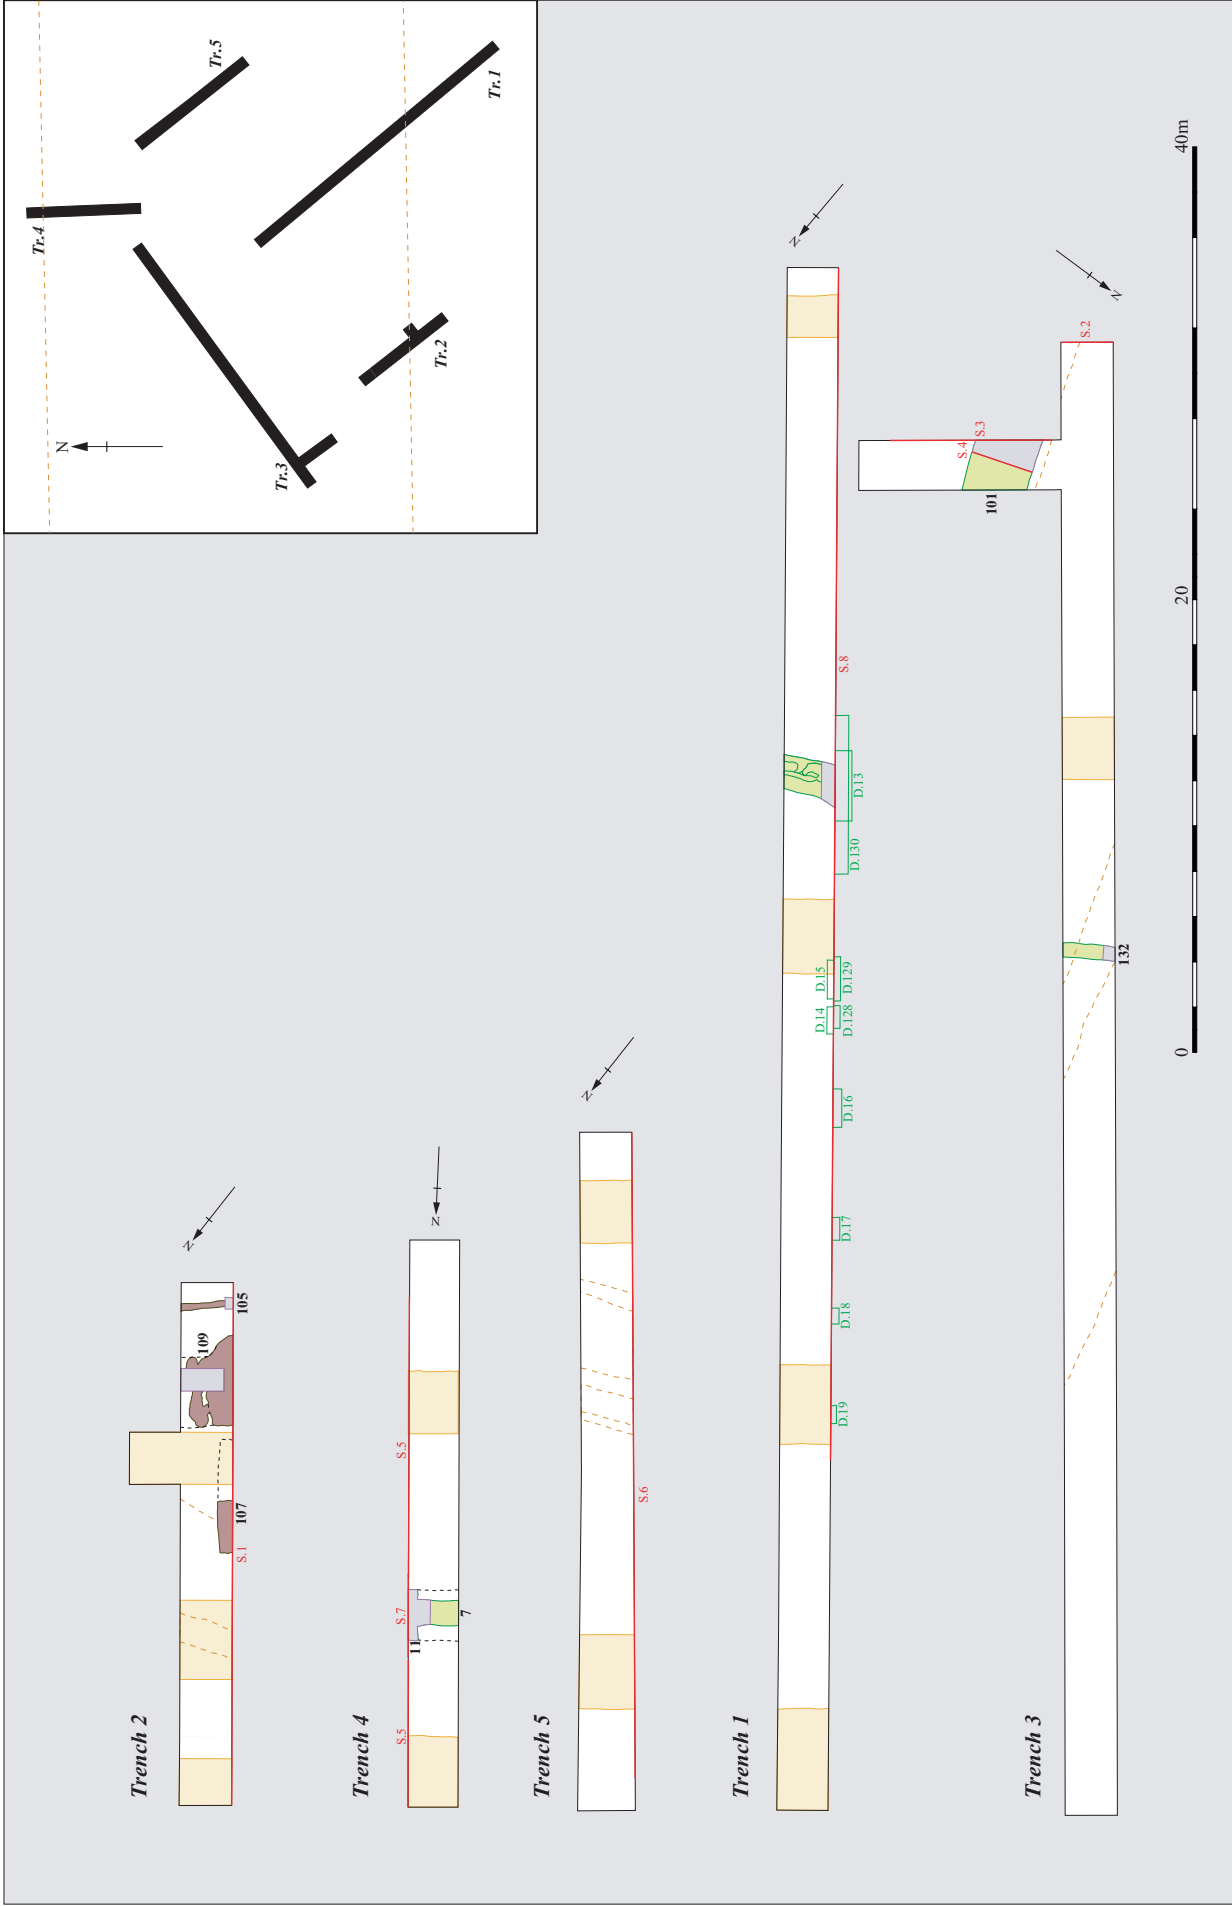 Tr.5
Tr.1
Tr.4
Tr.2
Tr.3
N
Trench 2
N
105
109
107
S.1
Trench 4
N
S.5
S.7
11
7
S.5
Trench 5
N
S.6
Trench 1
N
S.8
D.13
D.130
D.15
D.129
D.14
D.128
D.16
D.17
D.18
D.19
Trench 3
N
S.2
S.3
S.4
101
132
0
20
40m